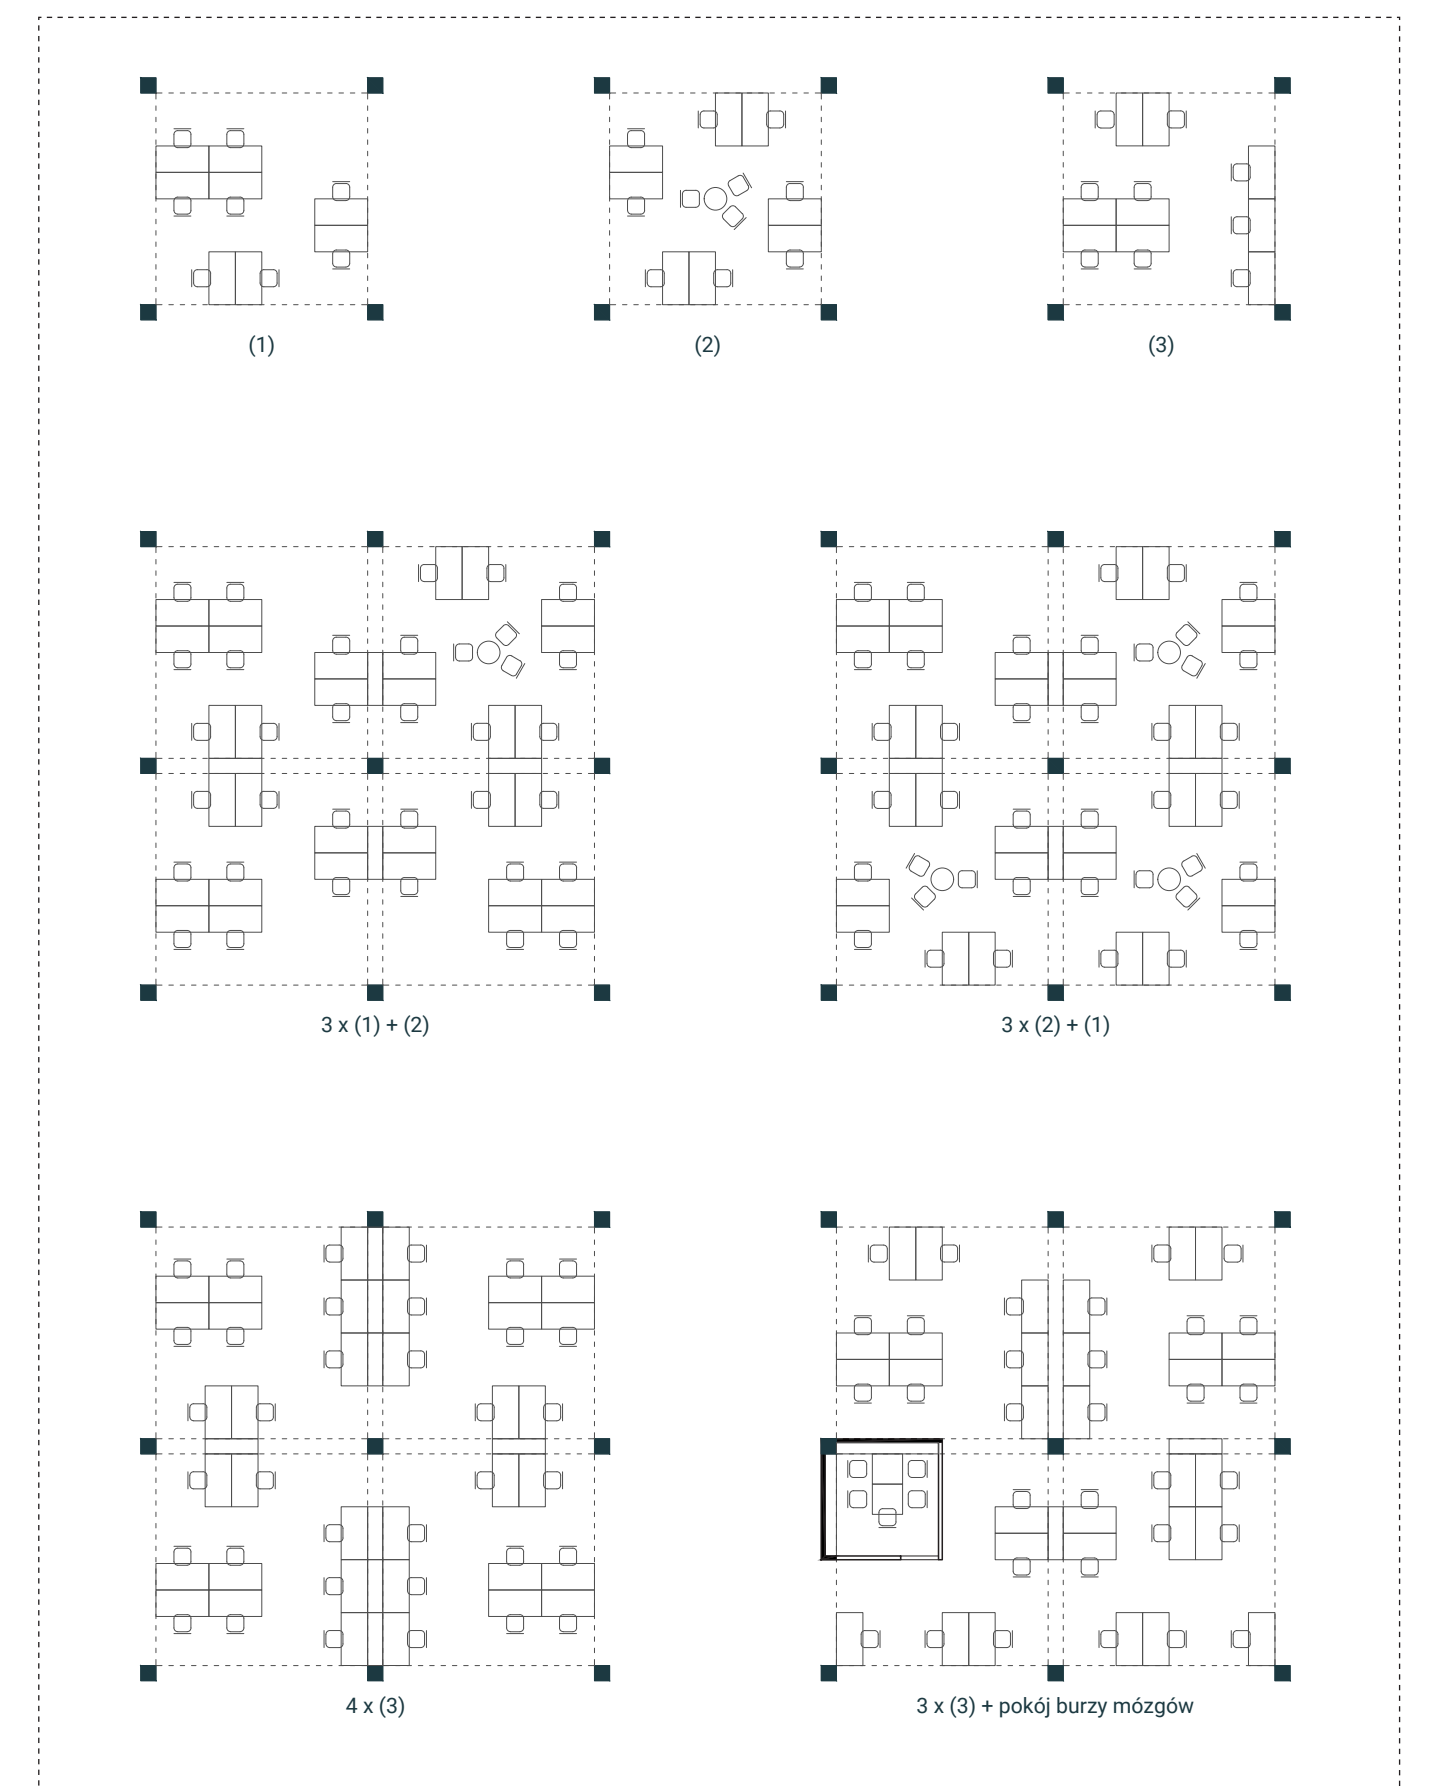 (1)
(2)
(3)
3 x (1) + (2)
3 x (2) + (1)
4 x (3)
3 x (3) + pokój burzy mózgów